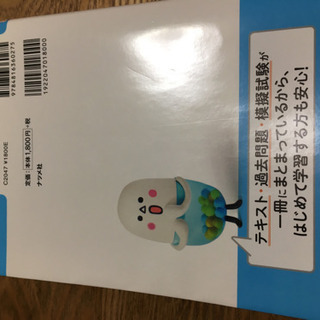 テキスト・過去問題・模擬試験が
一冊にまとまっているから、
はじめて学習する方も安心!
9784816360275
1922047018000
C2047 ¥1800E
定価:本体1,800円+税
ナツメ社